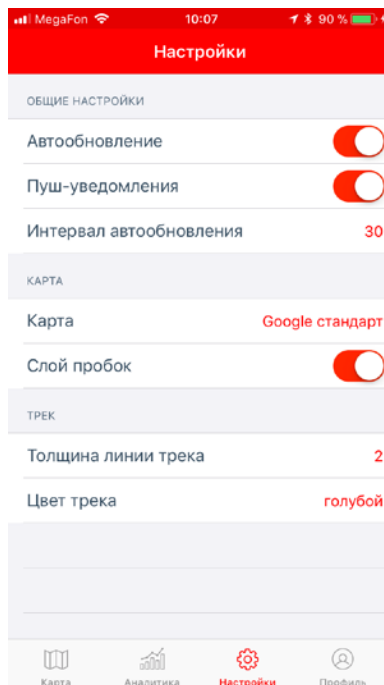 MegaFon 10:07 90 %
Настройки
ОБЩИЕ НАСТРОЙКИ
Автообновление
Пуш-уведомления
Интервал автообновления 30
КАРТА
Карта Google стандарт
Слой пробок
ТРЕК
Толщина линии трека 2
Цвет трека голубой
Карта Аналитика Настройки Профиль